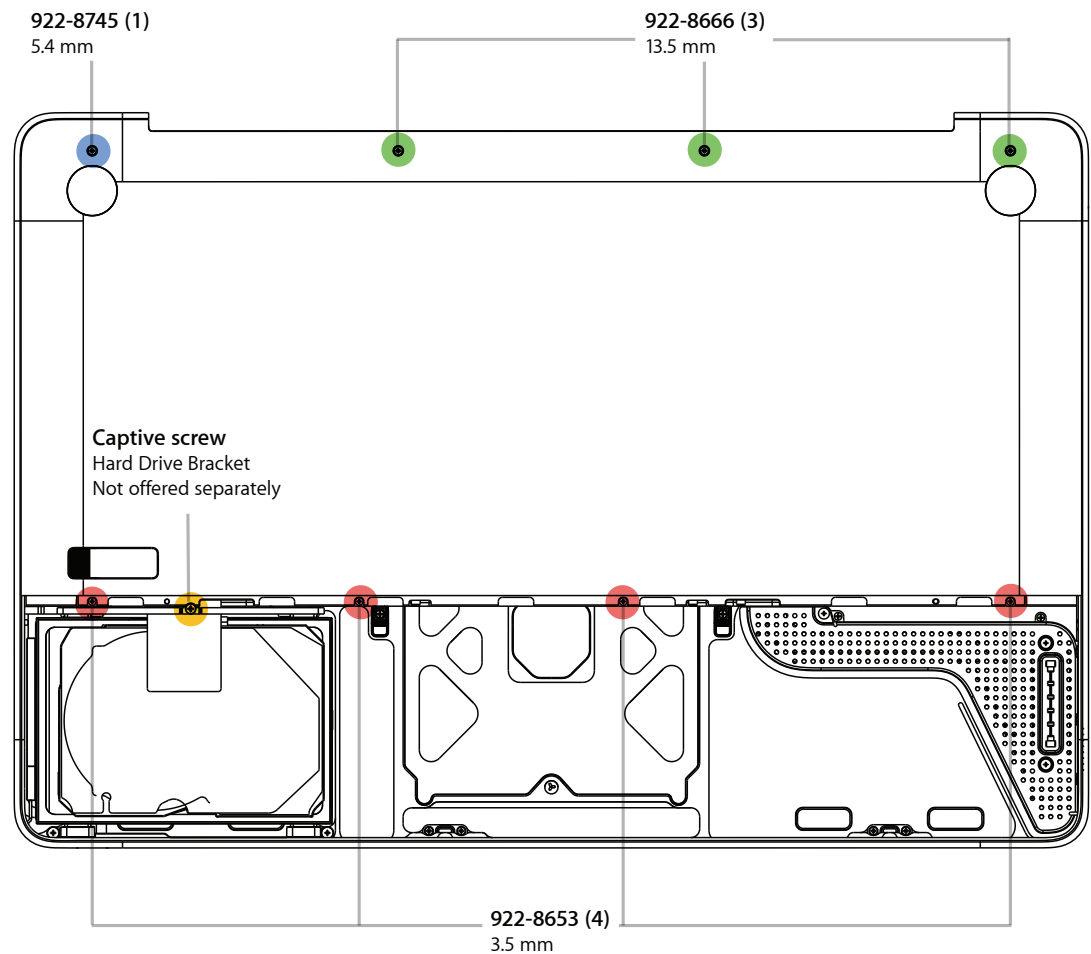 922-8745 (1)
5.4 mm
922-8666 (3)
13.5 mm
Captive screw
Hard Drive Bracket
Not offered separately
922-8653 (4)
3.5 mm